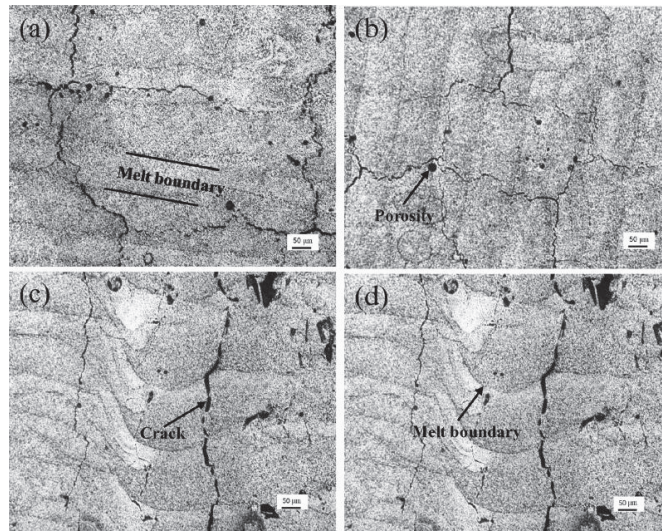 (a)
Melt boundary
50 μm
(b)
Porosity
50 μm
(c)
Crack
50 μm
(d)
Melt boundary
50 μm